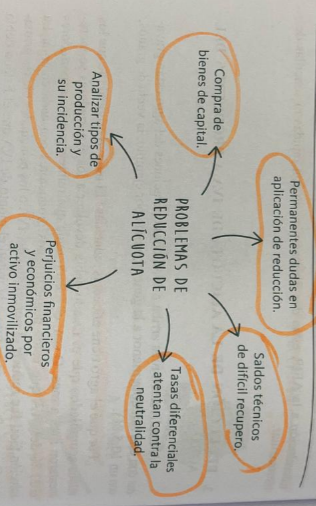 PROBLEMAS DE
REDUCCIÓN DE
ALÍCUOTA
Compra de
bienes de capital.
Permanentes dudas en
aplicación de reducción.
Saldos técnicos
de difícil recupero.
Tasas diferenciales
atentan contra la
neutralidad.
Perjuicios financieros
y económicos por
activo inmovilizado.
Analizar tipos de
producción y
su incidencia.